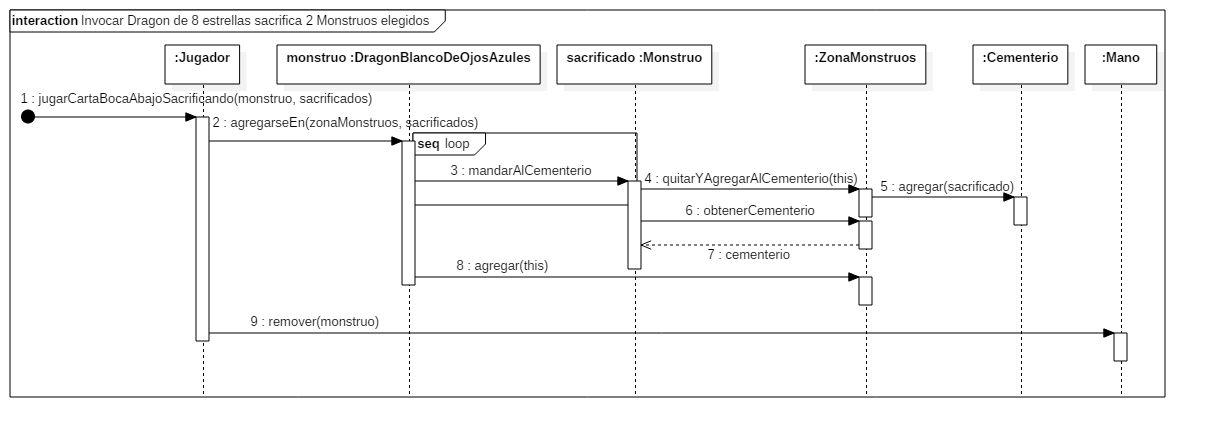 interaction Invocar Dragon de 8 estrellas sacrifica 2 Monstruos elegidos
:Jugador
monstruo :DragonBlancoDeOjosAzules
sacrificado :Monstruo
:ZonaMonstruos
:Cementerio
:Mano
1 : jugarCartaBocaAbajoSacrificando(monstruo, sacrificados)
2 : agregarseEn(zonaMonstruos, sacrificados)
seq loop
3 : mandarAlCementerio
4 : quitarYAgregarAlCementerio(this)
5 : agregar(sacrificado)
6 : obtenerCementerio
7 : cementerio
8 : agregar(this)
9 : remover(monstruo)